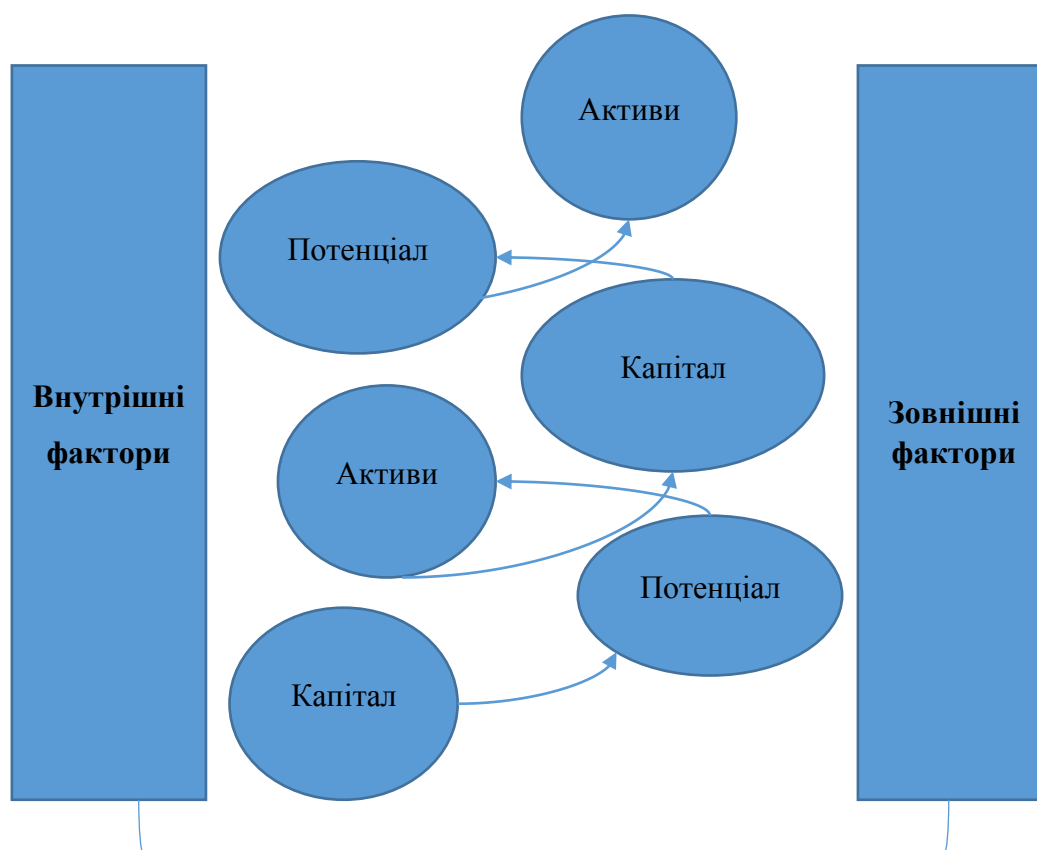 Активи
Потенціал
Капітал
Внутрішні
фактори
Зовнішні
фактори
Активи
Потенціал
Капітал